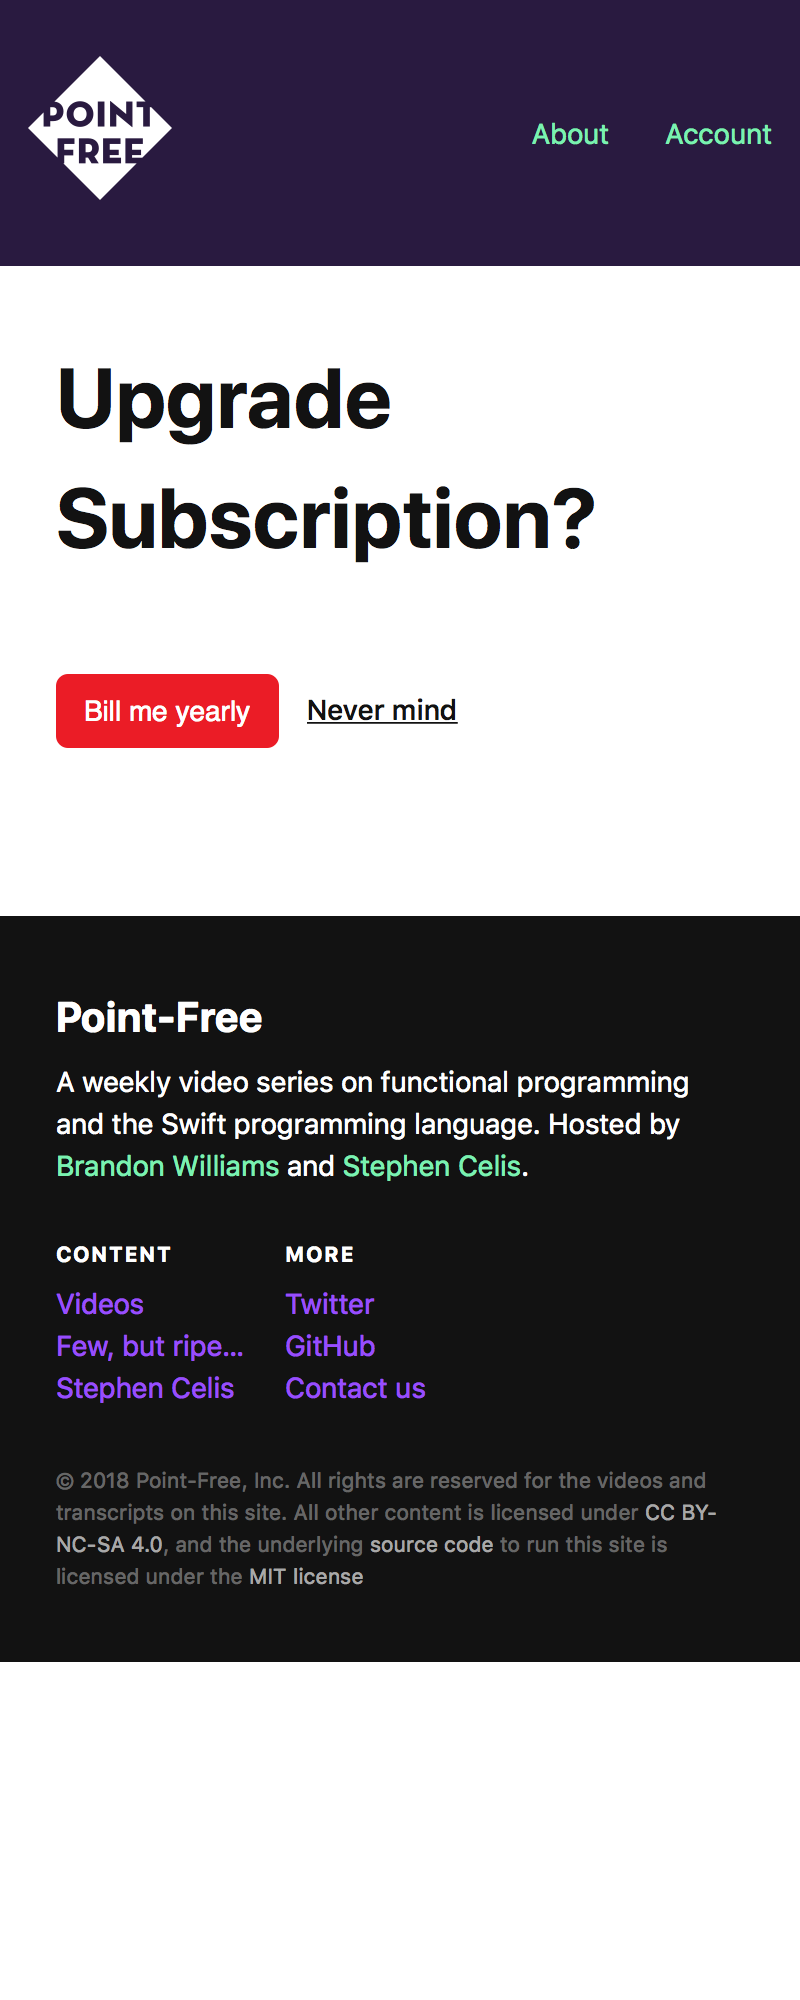 POINT
FREE
About Account
Upgrade
Subscription?
Bill me yearly Never mind
Point-Free
A weekly video series on functional programming
and the Swift programming language. Hosted by
Brandon Williams and Stephen Celis.
CONTENT MORE
Videos Twitter
Few, but ripe... GitHub
Stephen Celis Contact us
© 2018 Point-Free, Inc. All rights are reserved for the videos and
transcripts on this site. All other content is licensed under CC BY-
NC-SA 4.0, and the underlying source code to run this site is
licensed under the MIT license